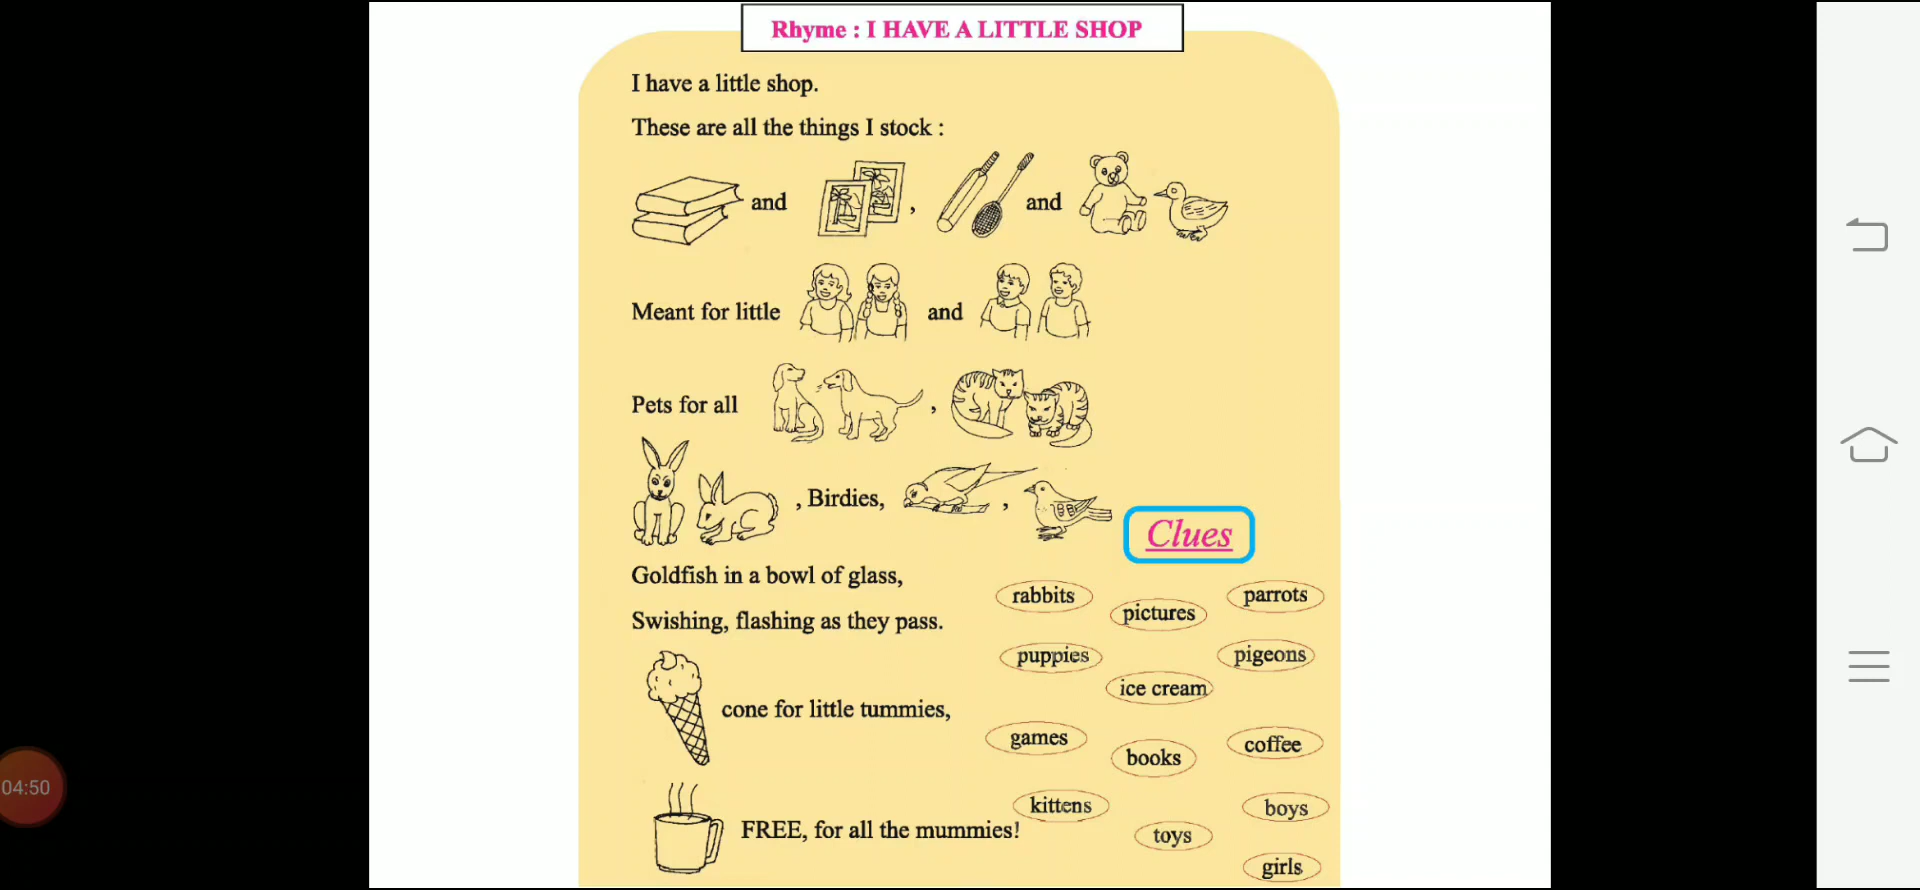 Rhyme : I HAVE A LITTLE SHOP
I have a little shop.
These are all the things I stock :
and , and
Meant for little and
Pets for all ,
, Birdies, ,
Goldfish in a bowl of glass,
Swishing, flashing as they pass.
cone for little tummies,
FREE, for all the mummies!
Clues
rabbits
pictures
parrots
puppies
ice cream
pigeons
games
books
coffee
kittens
toys
boys
girls
04:50